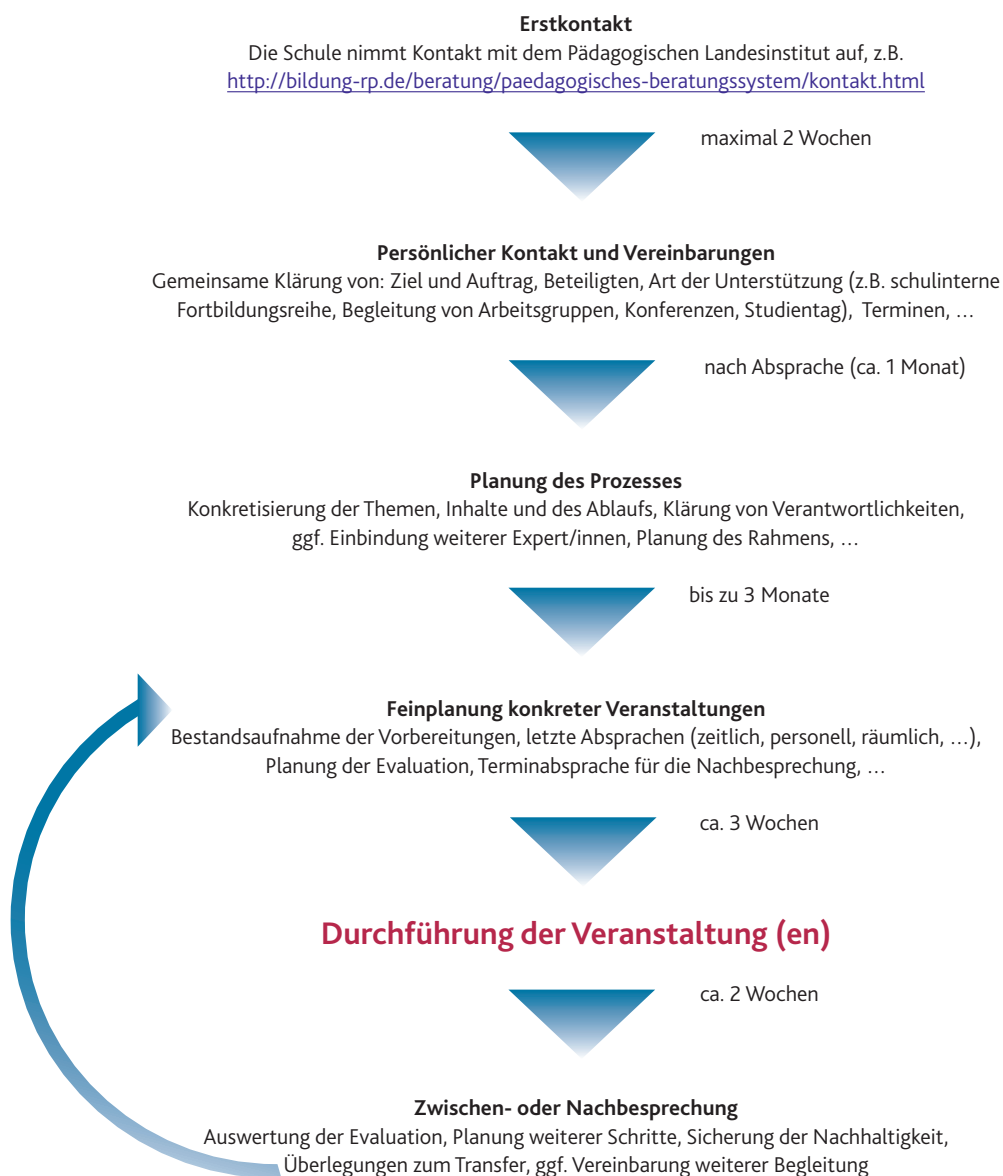 Erstkontakt
Die Schule nimmt Kontakt mit dem Pädagogischen Landesinstitut auf, z.B.
http://bildung-rp.de/beratung/paedagogisches-beratungssystem/kontakt.html
maximal 2 Wochen
Persönlicher Kontakt und Vereinbarungen
Gemeinsame Klärung von: Ziel und Auftrag, Beteiligten, Art der Unterstützung (z.B. schulinterne
Fortbildungsreihe, Begleitung von Arbeitsgruppen, Konferenzen, Studientag), Terminen, …
nach Absprache (ca. 1 Monat)
Planung des Prozesses
Konkretisierung der Themen, Inhalte und des Ablaufs, Klärung von Verantwortlichkeiten,
ggf. Einbindung weiterer Expert/innen, Planung des Rahmens, …
bis zu 3 Monate
Feinplanung konkreter Veranstaltungen
Bestandsaufnahme der Vorbereitungen, letzte Absprachen (zeitlich, personell, räumlich, …),
Planung der Evaluation, Terminabsprache für die Nachbesprechung, …
ca. 3 Wochen
Durchführung der Veranstaltung (en)
ca. 2 Wochen
Zwischen- oder Nachbesprechung
Auswertung der Evaluation, Planung weiterer Schritte, Sicherung der Nachhaltigkeit,
Überlegungen zum Transfer, ggf. Vereinbarung weiterer Begleitung